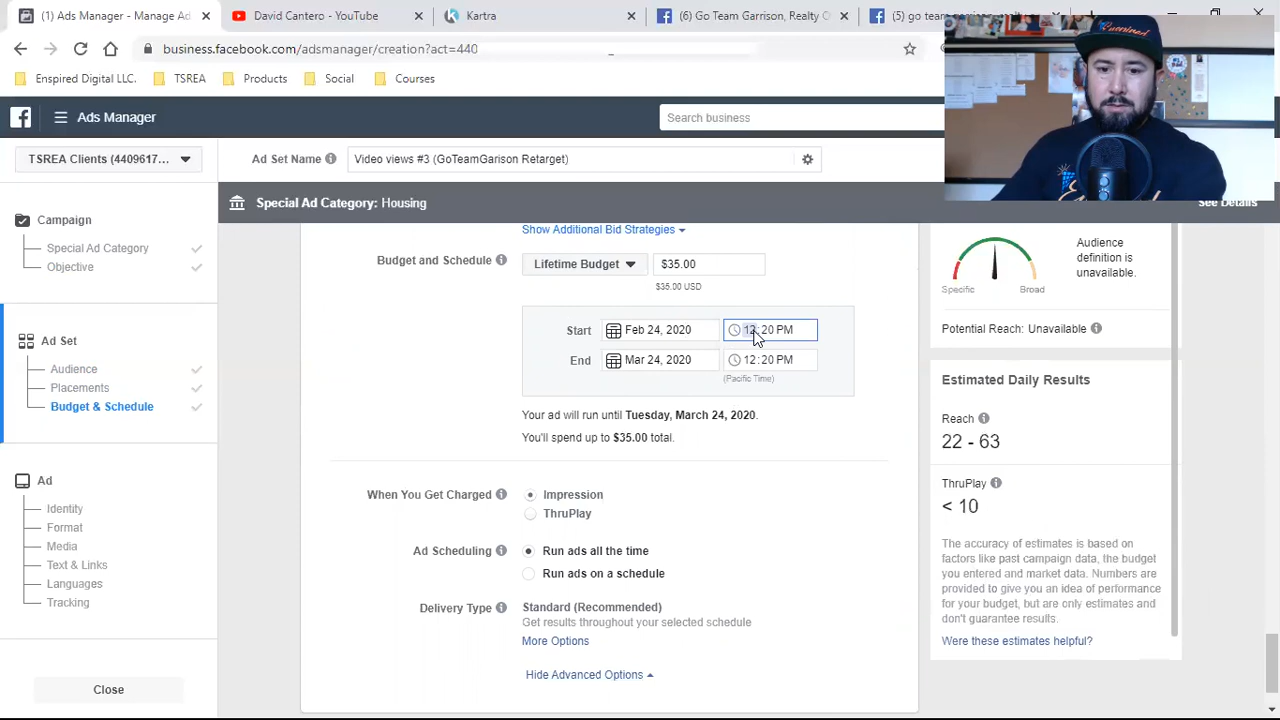 (1) Ads Manager - Manage Ad
David Cantero - YouTube
Kartra
(6) Go Team Garrison, Realty O
(5) go team
business.facebook.com/adsmanager/creation?act=440
Enspired Digital LLC.
TSREA
Products
Social
Courses
Ads Manager
Search business
TSREA Clients (4409617...
Ad Set Name
Video views #3 (GoTeamGarison Retarget)
Special Ad Category: Housing
See Details
Campaign
Special Ad Category
Objective
Ad Set
Audience
Placements
Budget & Schedule
Ad
Identity
Format
Media
Text & Links
Languages
Tracking
Close
Show Additional Bid Strategies
Budget and Schedule
Lifetime Budget
$35.00
$35.00 USD
Start
Feb 24, 2020
12:20 PM
End
Mar 24, 2020
12:20 PM
(Pacific Time)
Your ad will run until Tuesday, March 24, 2020.
You'll spend up to $35.00 total.
When You Get Charged
Impression
ThruPlay
Ad Scheduling
Run ads all the time
Run ads on a schedule
Delivery Type
Standard (Recommended)
Get results throughout your selected schedule
More Options
Hide Advanced Options
Specific
Broad
Audience
definition is
unavailable.
Potential Reach: Unavailable
Estimated Daily Results
Reach
22 - 63
ThruPlay
< 10
The accuracy of estimates is based on
factors like past campaign data, the budget
you entered and market data. Numbers are
provided to give you an idea of performance
for your budget, but are only estimates and
don't guarantee results.
Were these estimates helpful?